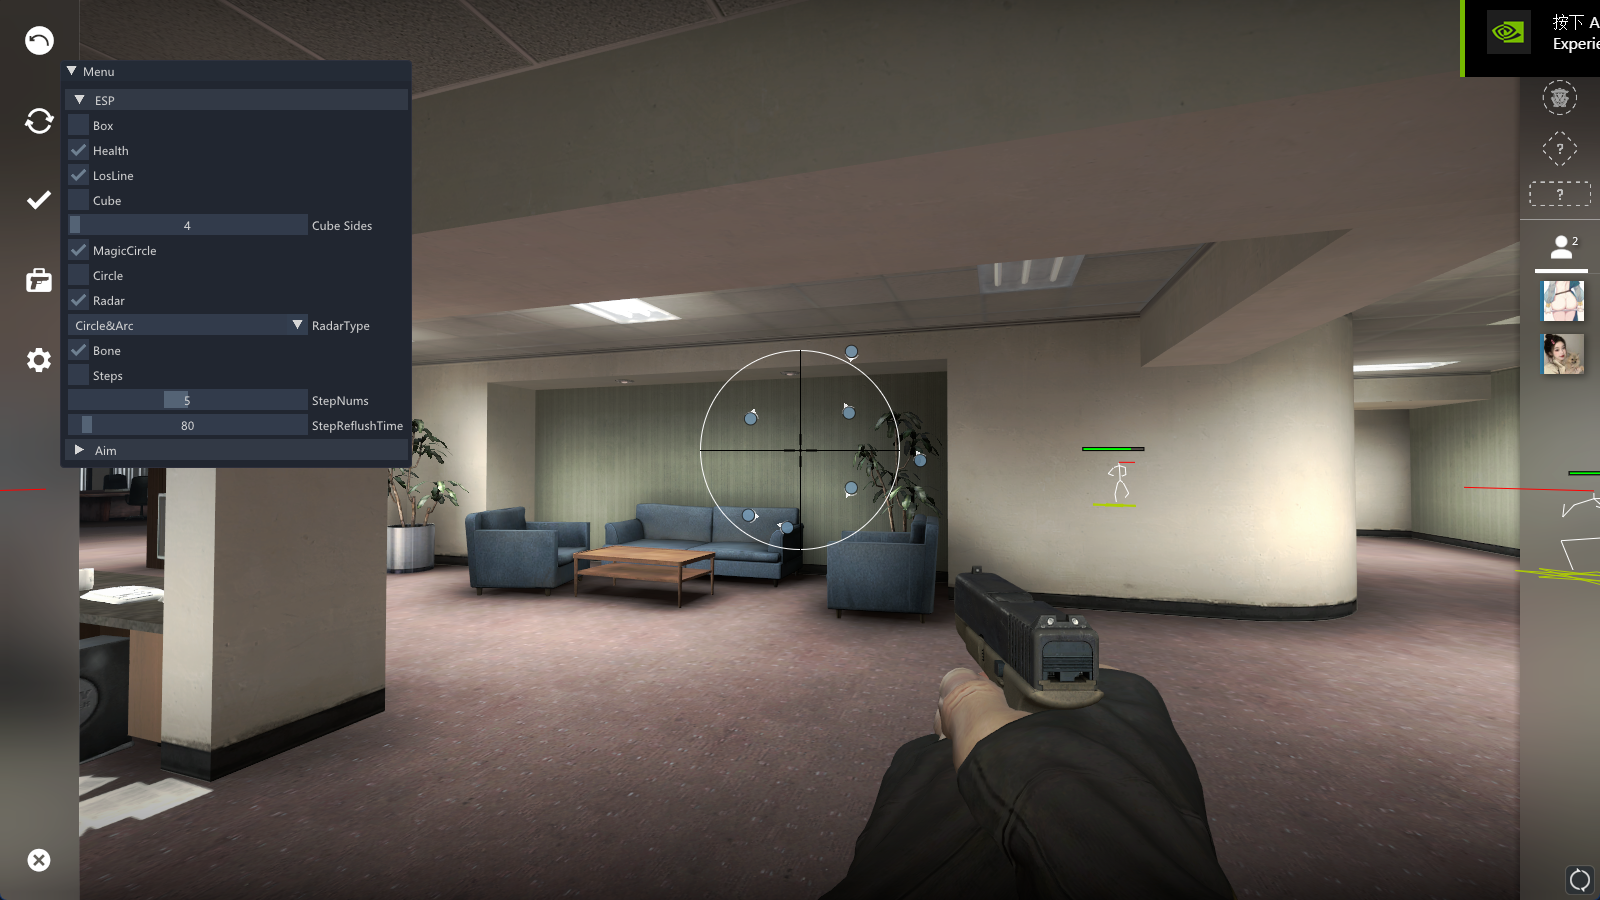 Menu
ESP
Box
Health
LosLine
Cube
4 Cube Sides
MagicCircle
Circle
Radar
Circle&Arc RadarType
Bone
Steps
5 StepNums
80 StepReflushTime
Aim
按下 A
Experie
?
?
2